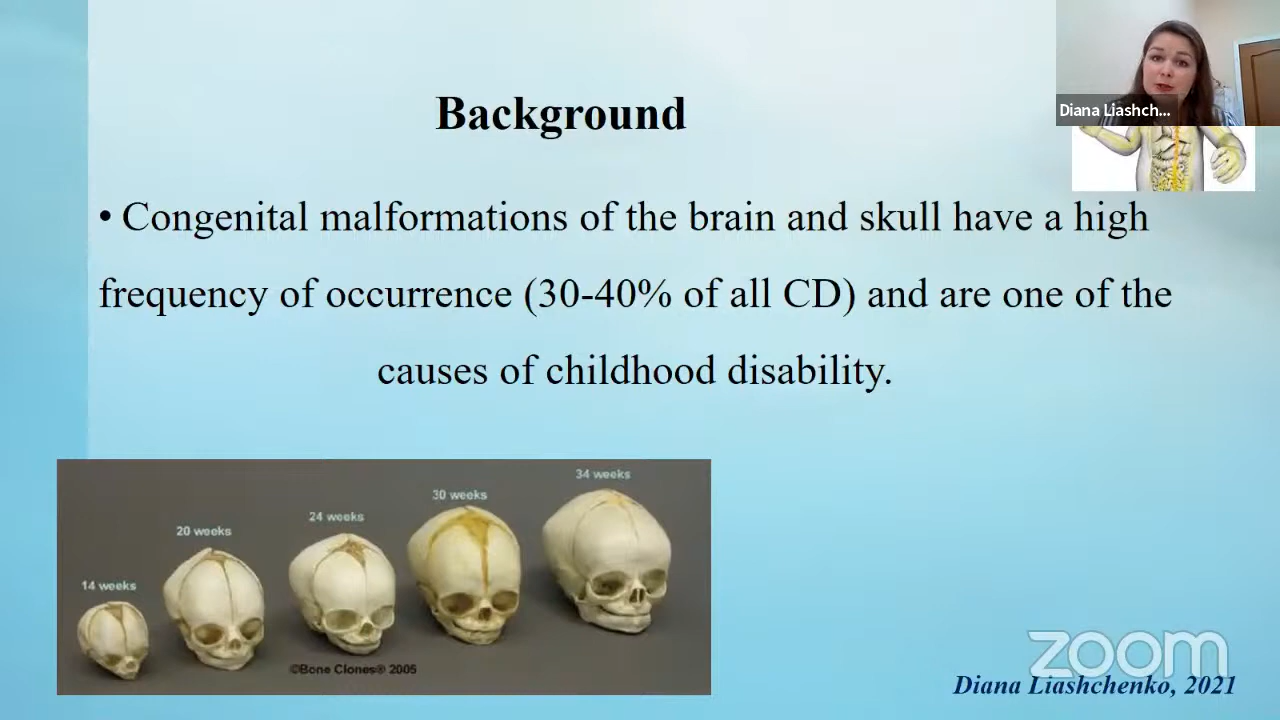 Background
Diana Liashch...
• Congenital malformations of the brain and skull have a high
frequency of occurrence (30-40% of all CD) and are one of the
causes of childhood disability.
34 weeks
30 weeks
24 weeks
20 weeks
14 weeks
©Bone Clones® 2005
zoom
Diana Liashchenko, 2021